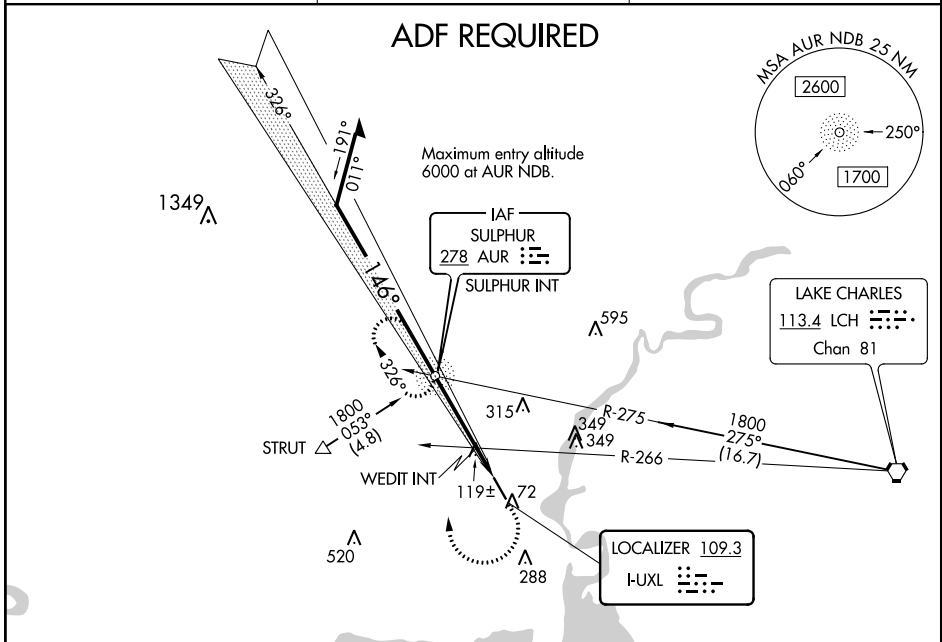 ADF REQUIRED
MSA AUR NDB 25 NM
2600
250°
060°
1700
326°
191°
011°
Maximum entry altitude
6000 at AUR NDB.
1349
IAF
SULPHUR
278 AUR
SULPHUR INT
146°
595
LAKE CHARLES
113.4 LCH
Chan 81
326°
315
R-275
1800
275°
(16.7)
349
349
1800
053°
(4.8)
STRUT
R-266
WEDIT INT
119±
72
520
288
LOCALIZER 109.3
I-UXL